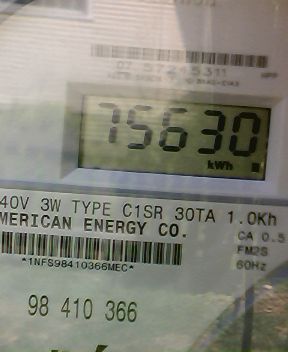 75630
kWh
40V 3W TYPE C1SR 30TA 1.0Kh
MERICAN ENERGY CO.
CA 0.5
FM2S
60Hz
*1NFS98410366MEC*
98 410 366